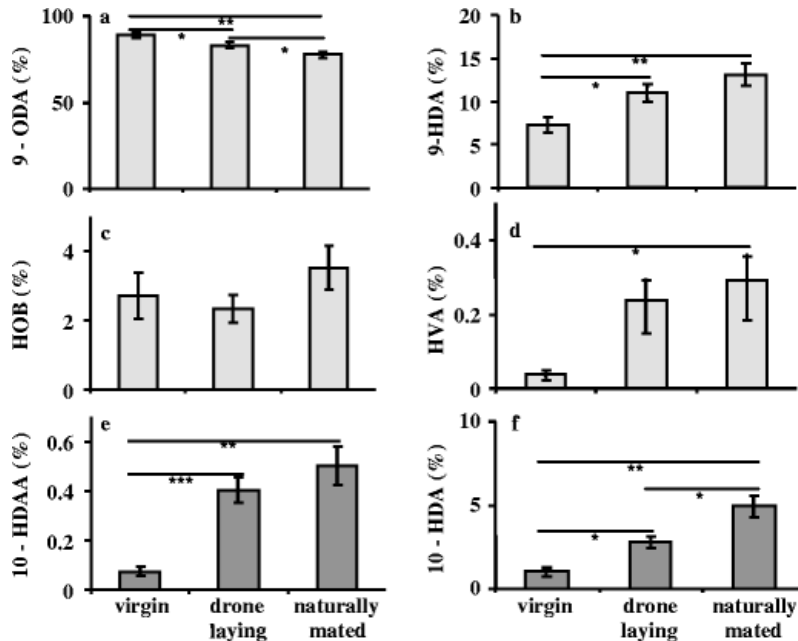 a
100
50
0
9 - ODA (%)
**
*
*
b
20
15
10
5
0
9-HDA (%)
**
*
c
4
2
0
HOB (%)
d
0.4
0.2
0
HVA (%)
*
e
0.6
0.4
0.2
0
10 - HDAA (%)
**
***
virgin
drone
laying
naturally
mated
f
10
5
0
10 - HDA (%)
**
*
*
virgin
drone
laying
naturally
mated